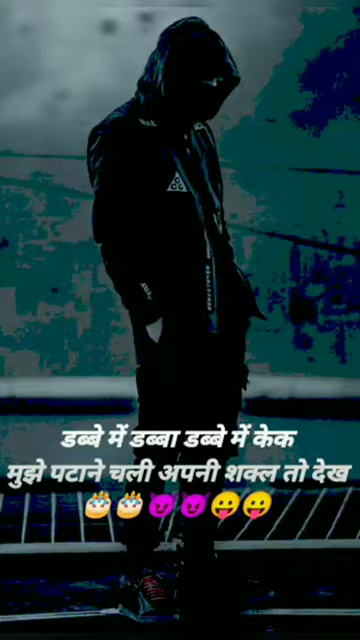 डब्बे में डब्बा डब्बे में केक
मुझे पटाने चली अपनी शक्ल तो देख
🎂🎂😈😈😛😛